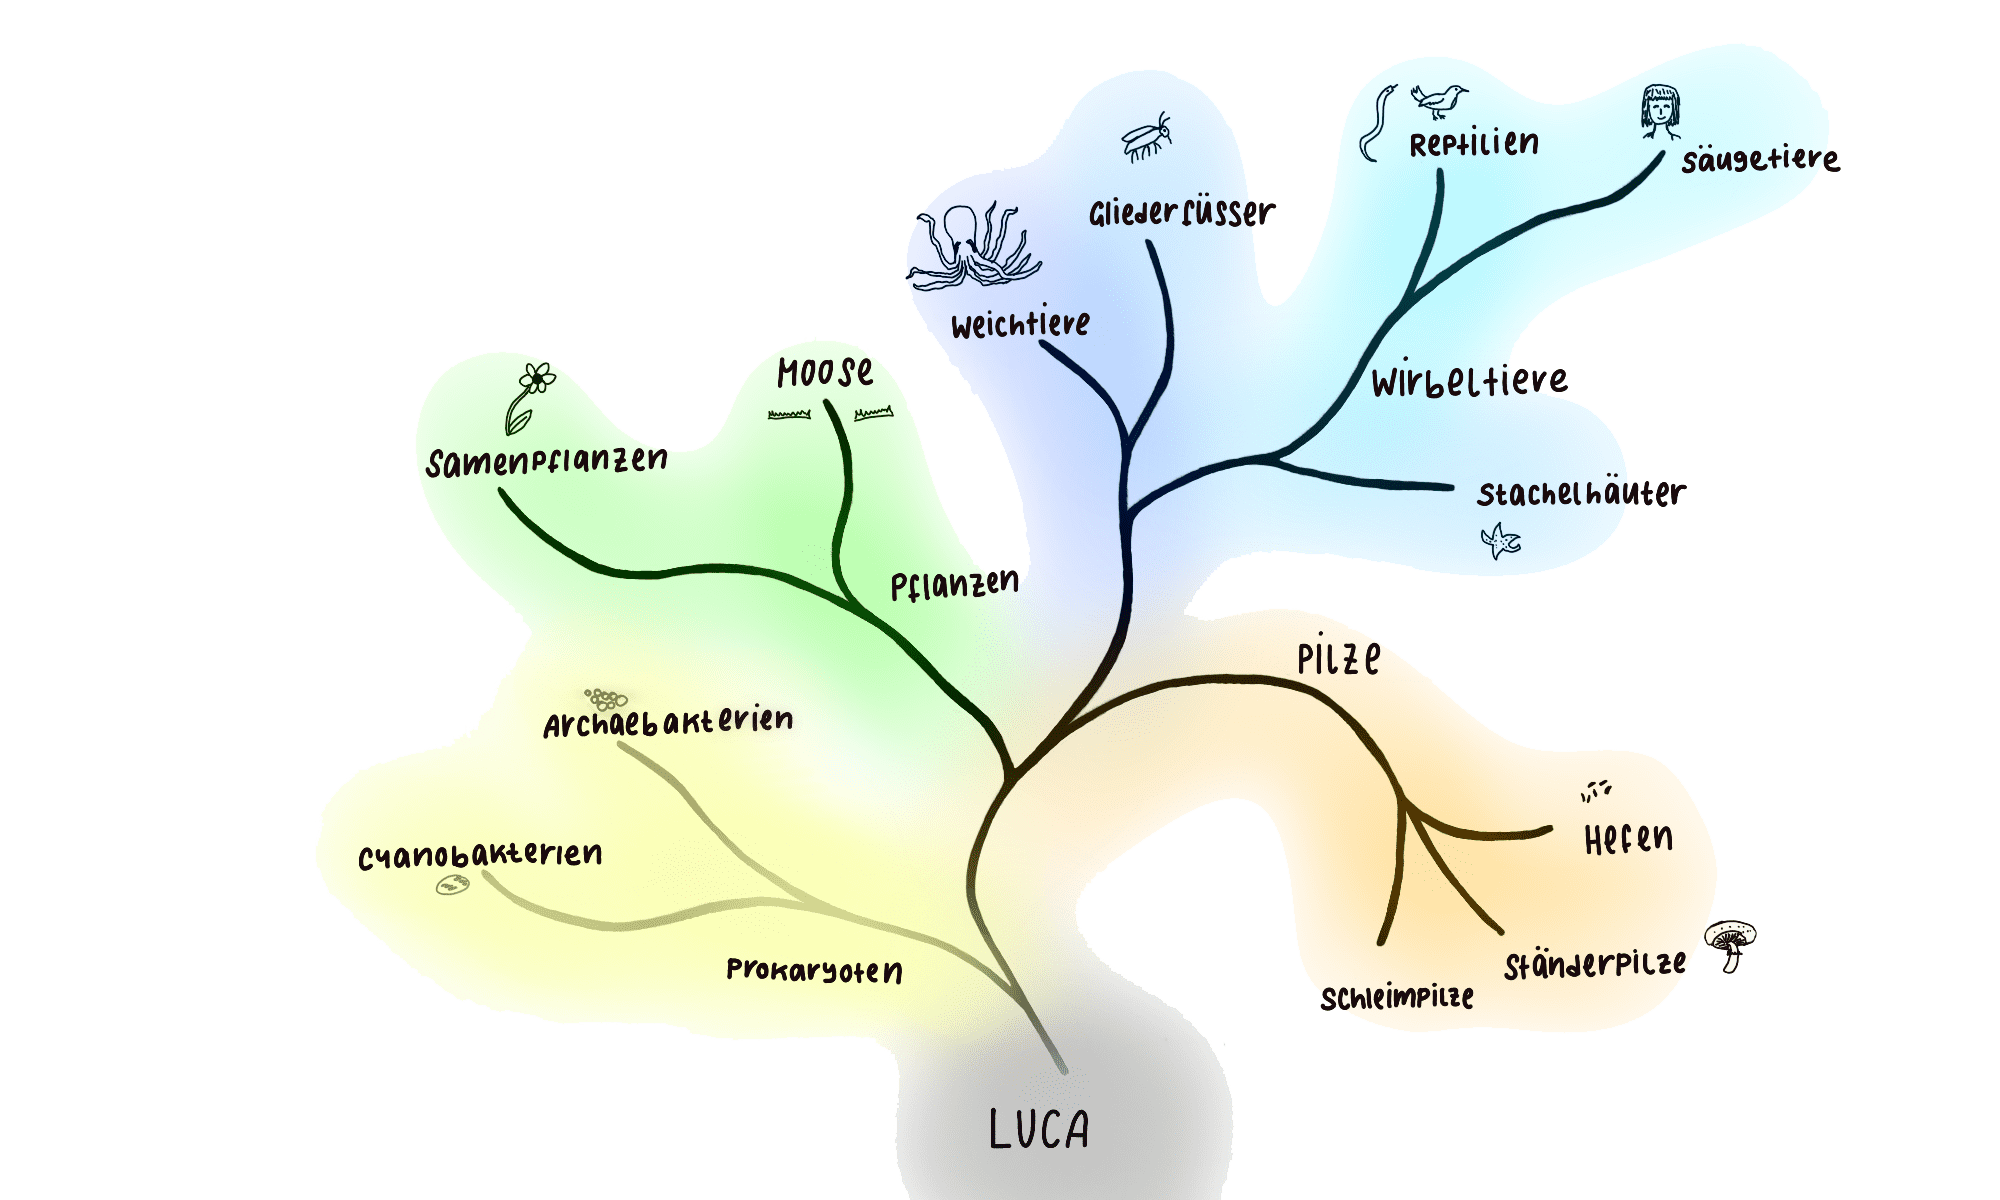 Reptilien
Säugetiere
Gliederfüsser
Weichtiere
Moose
Wirbeltiere
Samenpflanzen
Stachelhäuter
Pflanzen
Pilze
Archaebakterien
Hefen
Cyanobakterien
Prokaryoten
Ständerpilze
Schleimpilze
LUCA